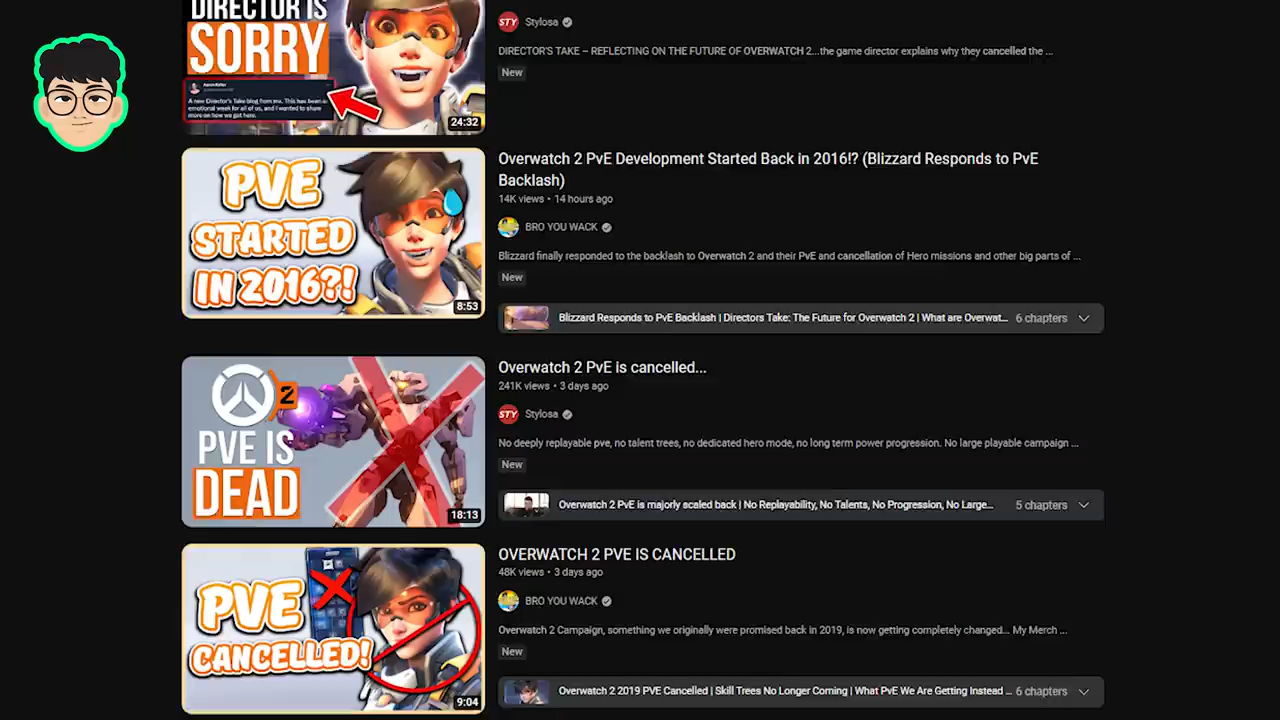 DIRECTOR IS
SORRY
A new Director's Take blog from me. This has been an
emotional week for all of us, and I wanted to share
more on how we got here.
24:32
STY Stylosa
DIRECTOR'S TAKE – REFLECTING ON THE FUTURE OF OVERWATCH 2...the game director explains why they cancelled the ...
New
PVE
STARTED
IN 2016?!
8:53
Overwatch 2 PvE Development Started Back in 2016!? (Blizzard Responds to PvE
Backlash)
14K views • 14 hours ago
BRO YOU WACK
Blizzard finally responded to the backlash to Overwatch 2 and their PvE and cancellation of Hero missions and other big parts of ...
New
Blizzard Responds to PvE Backlash | Directors Take: The Future for Overwatch 2 | What are Overwat... 6 chapters
2
PVE IS
DEAD
18:13
Overwatch 2 PvE is cancelled...
241K views • 3 days ago
STY Stylosa
No deeply replayable pve, no talent trees, no dedicated hero mode, no long term power progression. No large playable campaign ...
New
Overwatch 2 PvE is majorly scaled back | No Replayability, No Talents, No Progression, No Large... 5 chapters
PVE
CANCELLED!
9:04
OVERWATCH 2 PVE IS CANCELLED
48K views • 3 days ago
BRO YOU WACK
Overwatch 2 Campaign, something we originally were promised back in 2019, is now getting completely changed... My Merch ...
New
Overwatch 2 2019 PVE Cancelled | Skill Trees No Longer Coming | What PvE We Are Getting Instead ... 6 chapters